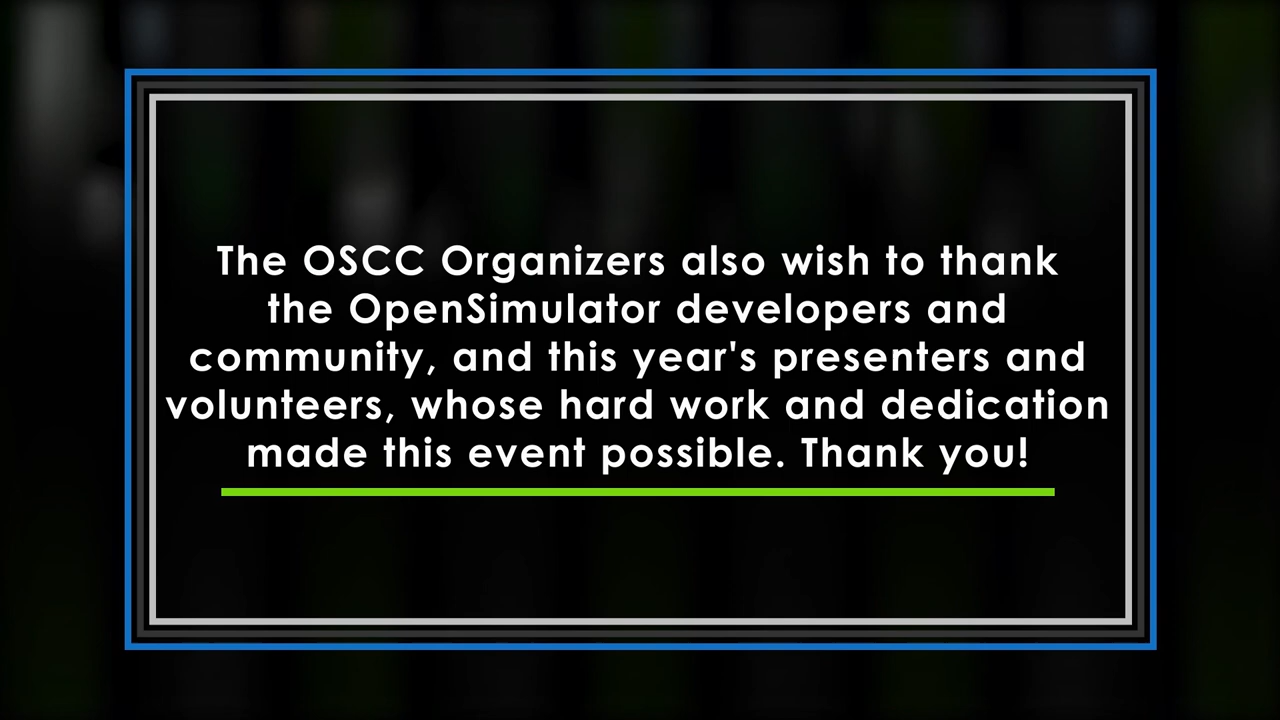 The OSCC Organizers also wish to thank
the OpenSimulator developers and
community, and this year's presenters and
volunteers, whose hard work and dedication
made this event possible. Thank you!